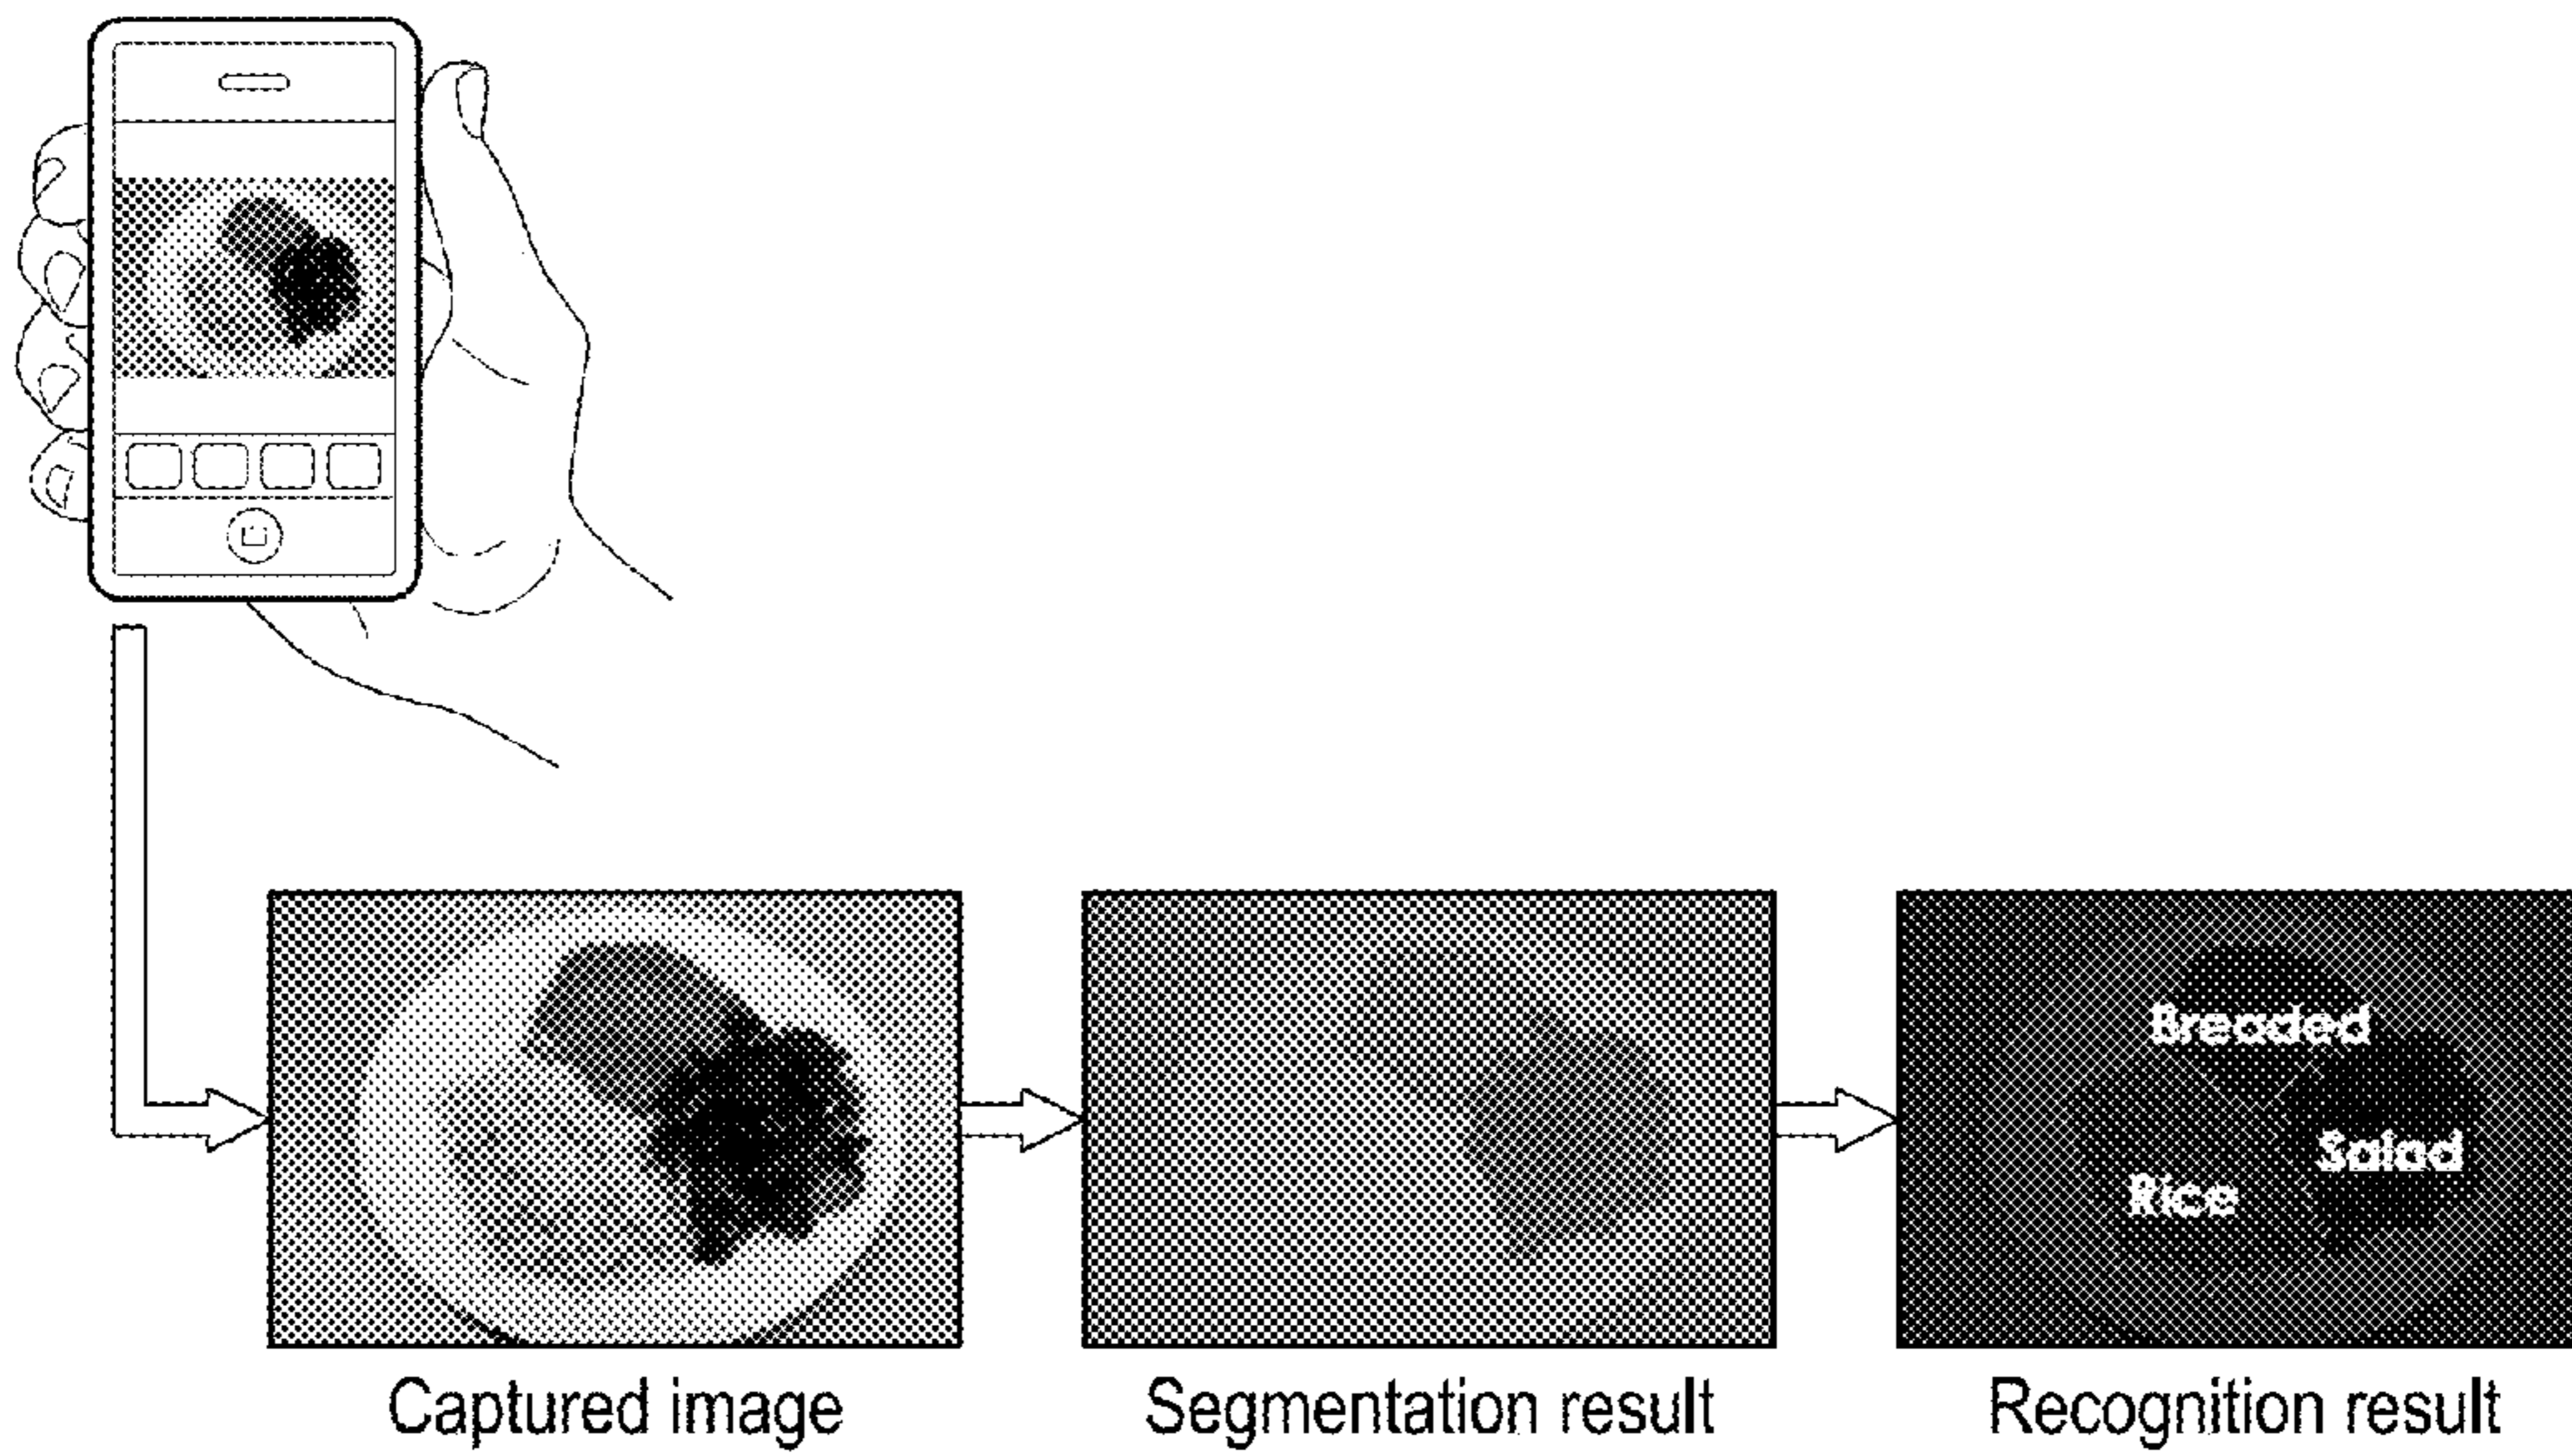 Breaded
Salad
Rice
Captured image
Segmentation result
Recognition result